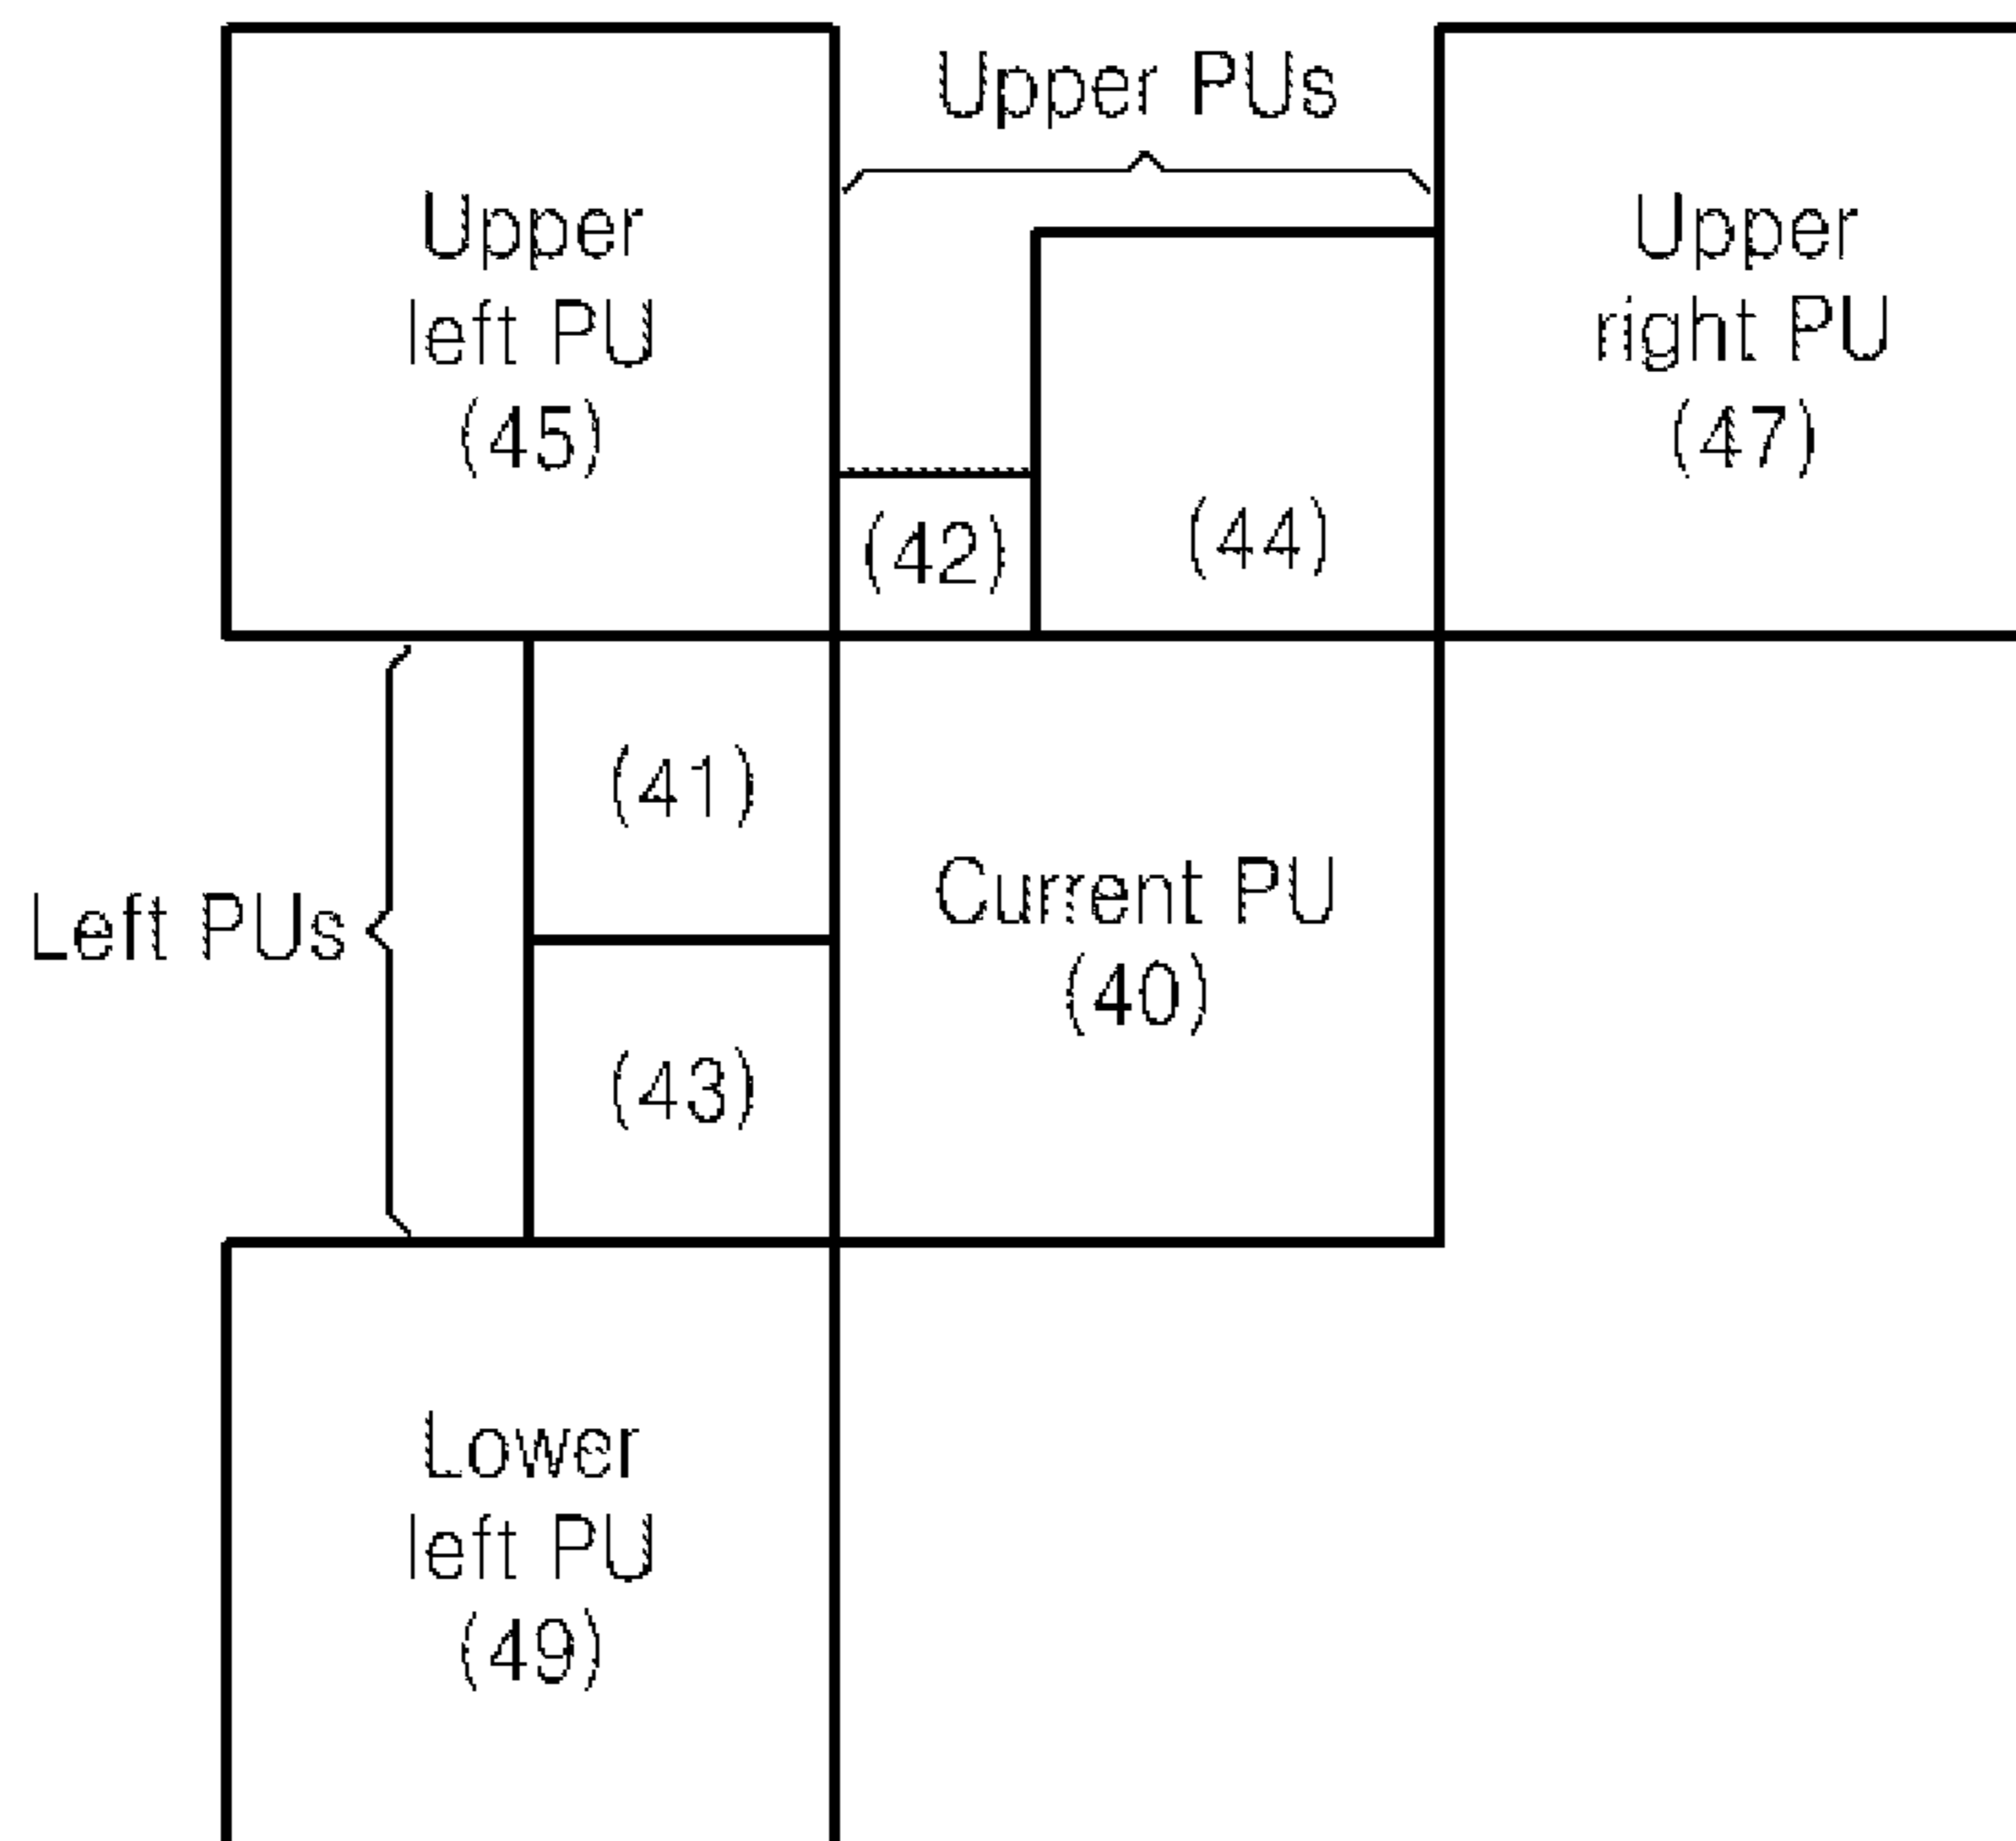 Upper PUs
Upper
left PU
(45)
Upper
right PU
(47)
(42)
(44)
(41)
Left PUs
Current PU
(40)
(43)
Lower
left PU
(49)